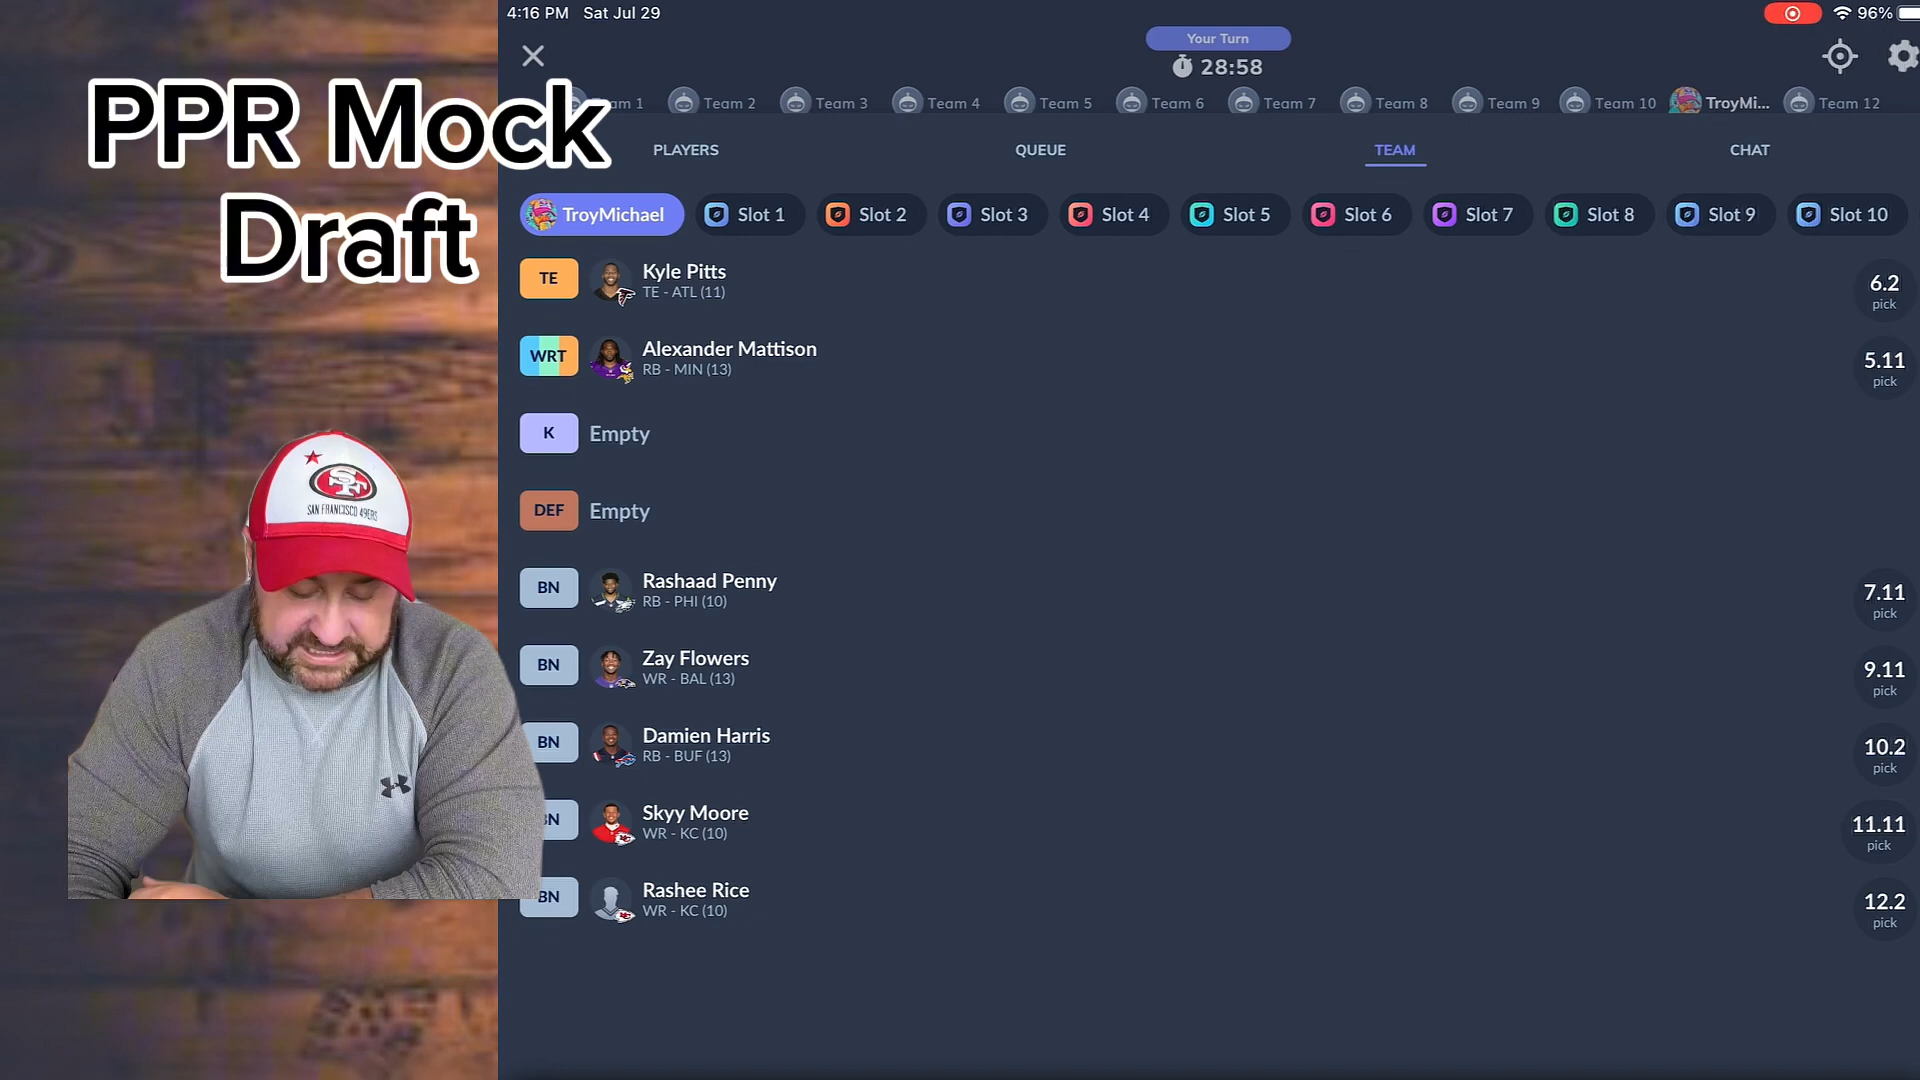 4:16 PM Sat Jul 29
96%
Your Turn
28:58
PPR Mock
Draft
am 1
Team 2
Team 3
Team 4
Team 5
Team 6
Team 7
Team 8
Team 9
Team 10
TroyMi...
Team 12
PLAYERS
QUEUE
TEAM
CHAT
TroyMichael
Slot 1
Slot 2
Slot 3
Slot 4
Slot 5
Slot 6
Slot 7
Slot 8
Slot 9
Slot 10
TE
Kyle Pitts
TE - ATL (11)
6.2
pick
WRT
Alexander Mattison
RB - MIN (13)
5.11
pick
K
Empty
DEF
Empty
BN
Rashaad Penny
RB - PHI (10)
7.11
pick
BN
Zay Flowers
WR - BAL (13)
9.11
pick
BN
Damien Harris
RB - BUF (13)
10.2
pick
BN
Skyy Moore
WR - KC (10)
11.11
pick
BN
Rashee Rice
WR - KC (10)
12.2
pick
SF
SAN FRANCISCO 49ERS